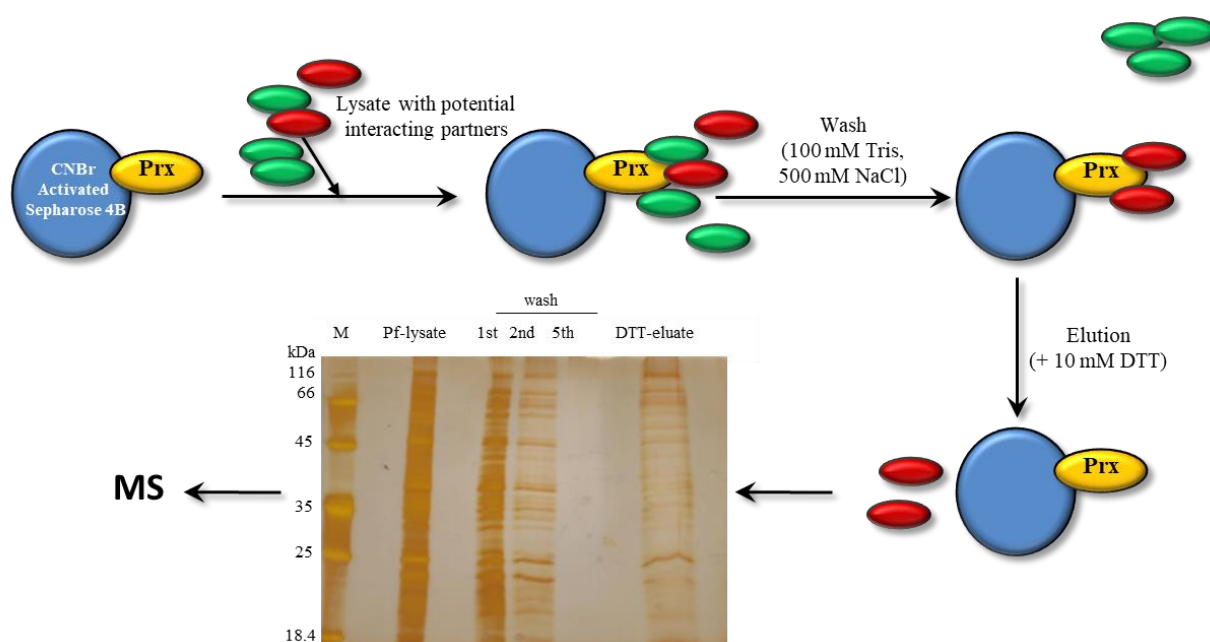 Lysate with potential
interacting partners
CNBr
Activated
Sepharose 4B
Prx
Prx
Wash
(100 mM Tris,
500 mM NaCl)
Prx
wash
M Pf-lysate 1st 2nd 5th DTT-eluate
kDa
116
66
45
35
25
18.4
Elution
(+ 10 mM DTT)
Prx
MS